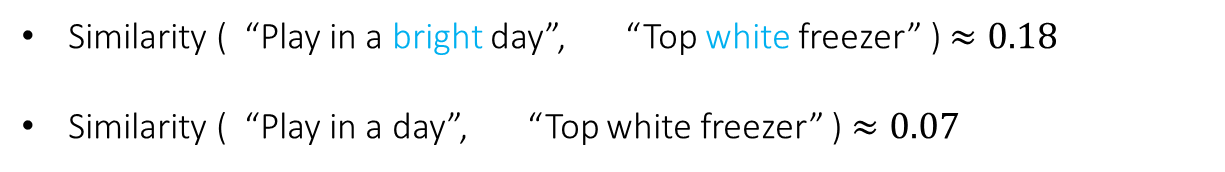 • Similarity ( “Play in a bright day”, “Top white freezer” ) ≈ 0.18
• Similarity ( “Play in a day”, “Top white freezer” ) ≈ 0.07